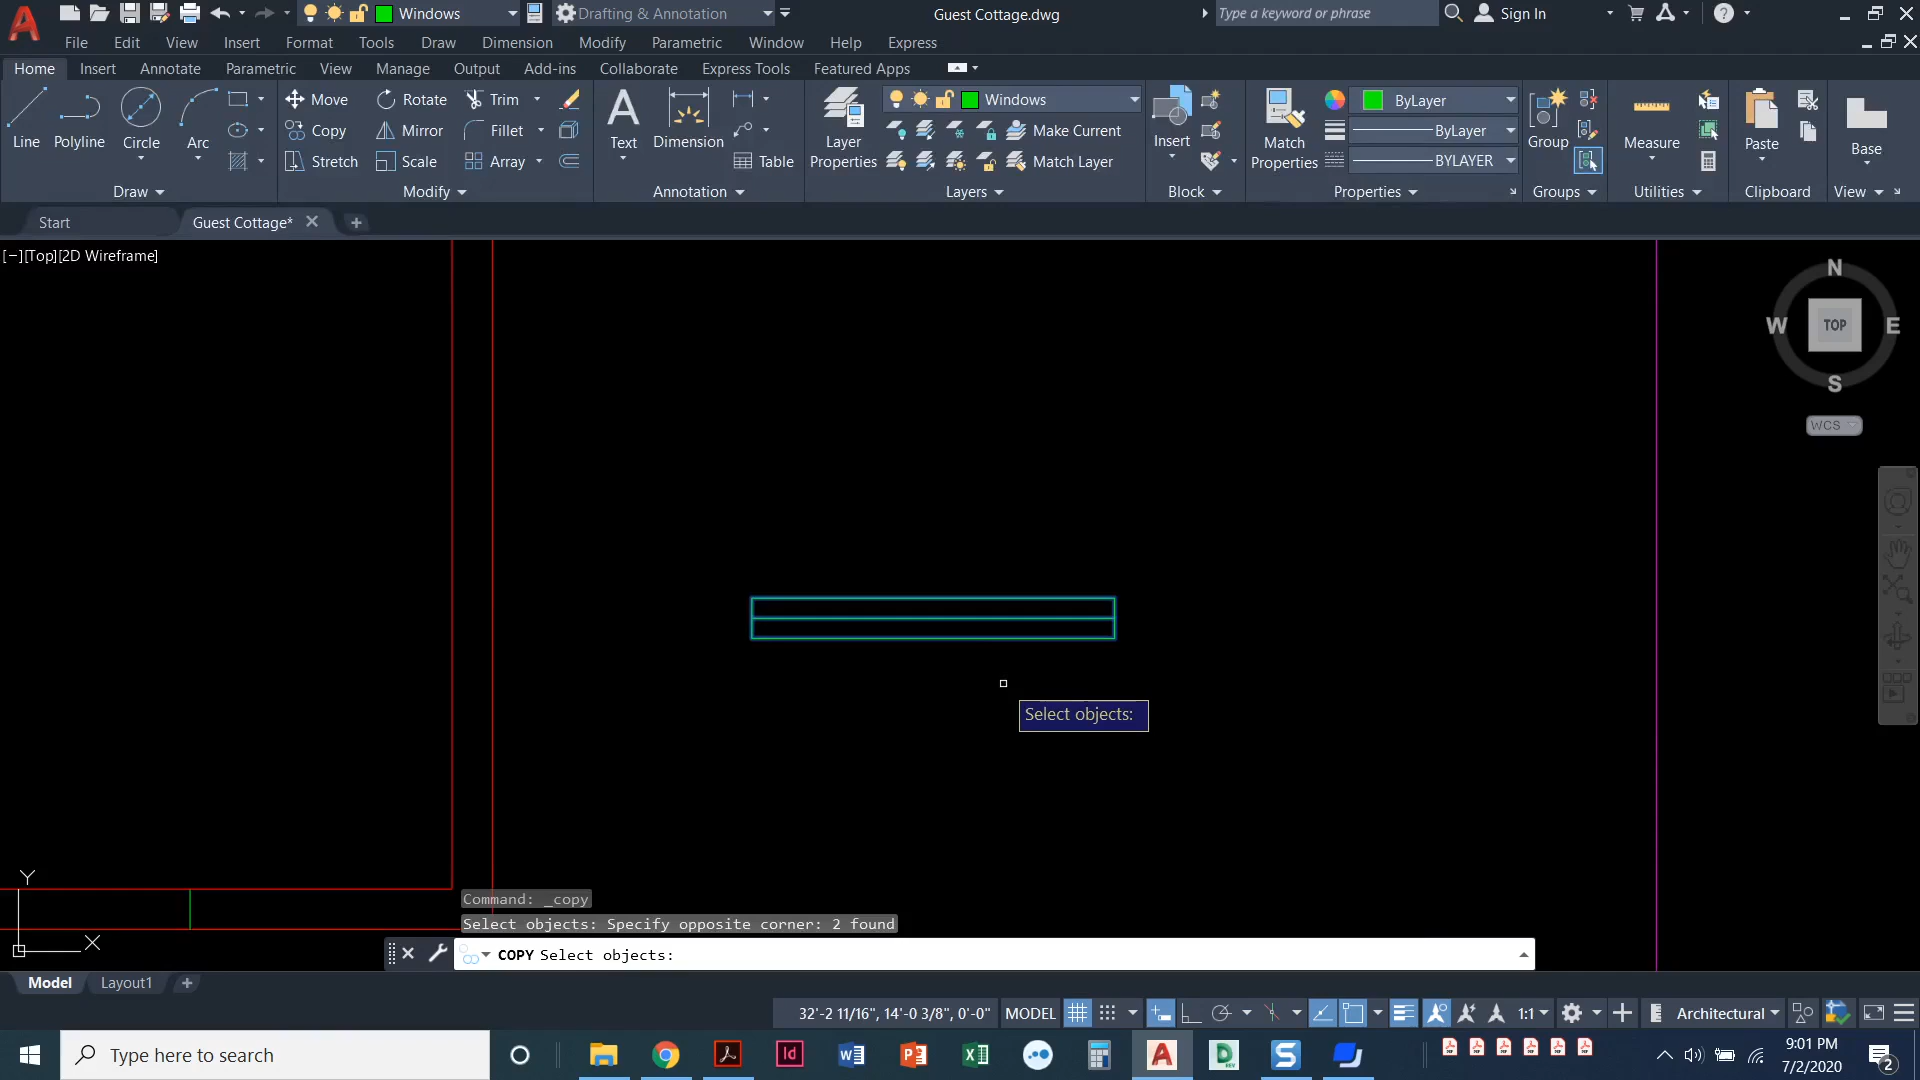 Windows
Drafting & Annotation
Guest Cottage.dwg
Type a keyword or phrase
Sign In
File Edit View Insert Format Tools Draw Dimension Modify Parametric Window Help Express
Home Insert Annotate Parametric View Manage Output Add-ins Collaborate Express Tools Featured Apps
Line Polyline Circle Arc
Move Rotate Trim
Copy Mirror Fillet
Stretch Scale Array
Text Dimension Table
Layer Properties
Windows
Make Current
Match Layer
Insert
Match Properties
ByLayer
ByLayer
BYLAYER
Group
Measure
Paste
Base
Draw Modify Annotation Layers Block Properties Groups Utilities Clipboard View
Start Guest Cottage*
[−][Top][2D Wireframe]
N
W TOP E
S
WCS
Select objects:
Y
X
Command: _copy
Select objects: Specify opposite corner: 2 found
COPY Select objects:
Model Layout1
32'-2 11/16", 14'-0 3/8", 0'-0" MODEL 1:1 Architectural
Type here to search
9:01 PM
7/2/2020
2